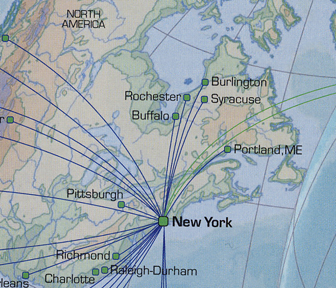 NORTH
AMERICA
Burlington
Rochester
Syracuse
Buffalo
r
Portland,ME
Pittsburgh
New York
Richmond
Raleigh-Durham
Charlotte
leans